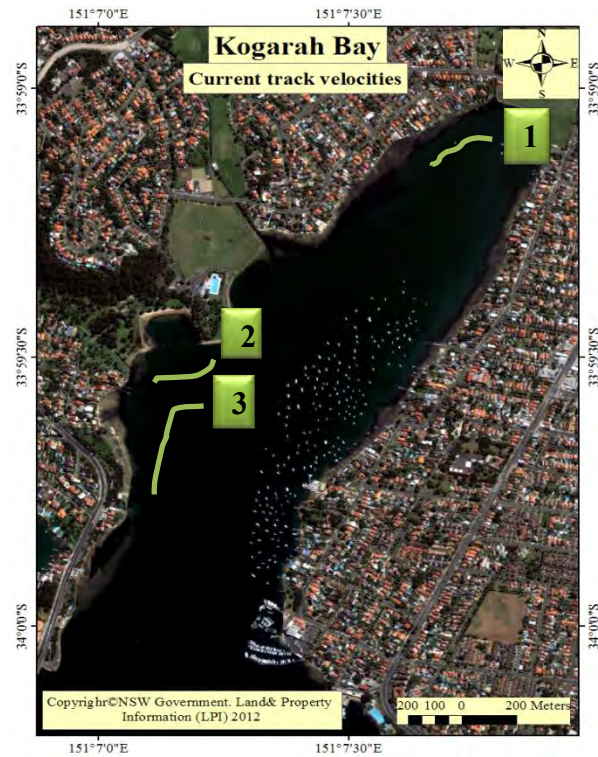 151°7'0"E
151°7'30"E
Kogarah Bay
Current track velocities
N
W
E
S
33°59'0"S
33°59'0"S
1
2
3
33°59'30"S
33°59'30"S
34°0'0"S
34°0'0"S
Copyright©NSW Government. Land& Property
Information (LPI) 2012
200 100 0 200 Meters
151°7'0"E
151°7'30"E